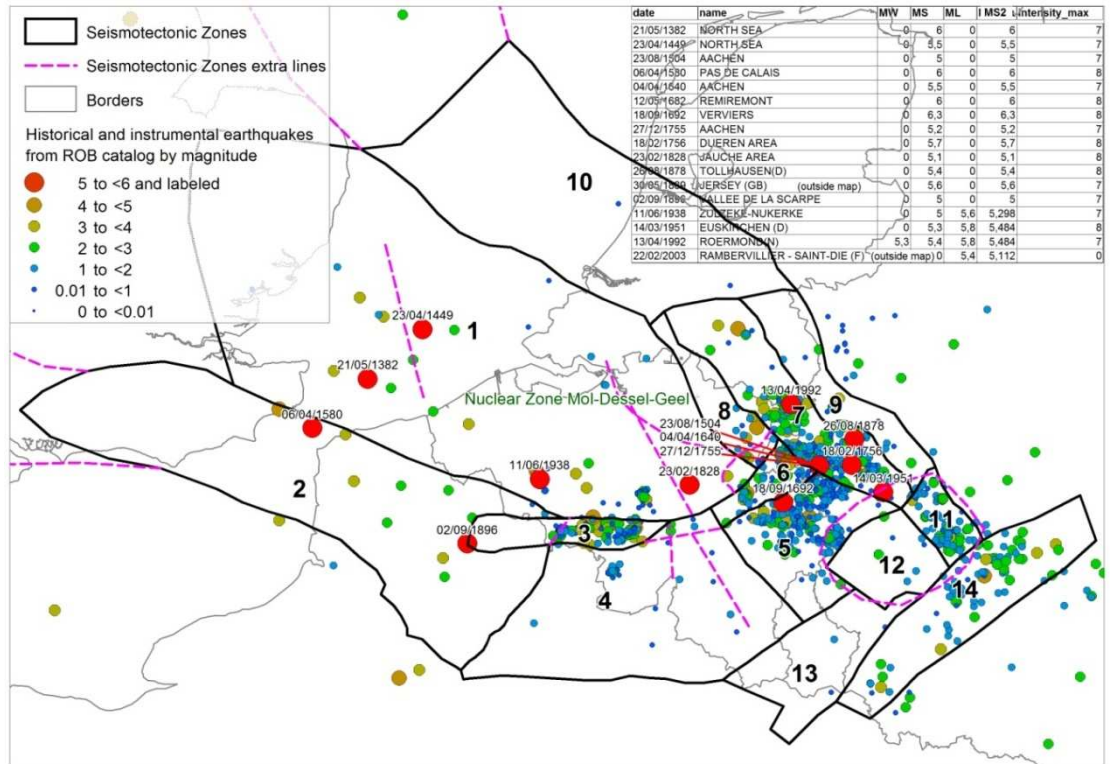 Seismotectonic Zones
Seismotectonic Zones extra lines
Borders
Historical and instrumental earthquakes
from ROB catalog by magnitude
5 to <6 and labeled
4 to <5
3 to <4
2 to <3
1 to <2
0.01 to <1
0 to <0.01
date name MW MS ML MS2 intensity_max
21/05/1382 NORTH SEA 0 6 0 6 7
23/04/1449 NORTH SEA 0 5,5 0 5,5 7
23/08/1504 AACHEN 0 5 0 5 7
06/04/1580 PAS DE CALAIS 0 6 0 6 8
04/04/1640 AACHEN 0 5,5 0 5,5 7
12/05/1682 REMIREMONT 0 6 0 6 8
18/09/1692 VERVIERS 0 6,3 0 6,3 8
27/12/1755 AACHEN 0 5,2 0 5,2 7
18/02/1756 DUEREN AREA 0 5,7 0 5,7 8
23/02/1828 JAUCHE AREA 0 5,1 0 5,1 8
26/08/1878 TOLLHAUSEN(D) 0 5,4 0 5,4 8
30/05/1889 JERSEY (GB) (outside map) 0 5,6 0 5,6 7
02/09/1896 VALLEE DE LA SCARPE 0 5 0 5 7
11/06/1938 ZULZEKE-NUKERKE 0 5 5,6 5,298 7
14/03/1951 EUSKIRCHEN (D) 0 5,3 5,8 5,484 8
13/04/1992 ROERMOND(N) 5,3 5,4 5,8 5,484 7
22/02/2003 RAMBERVILLIER - SAINT-DIE (F) (outside map) 0 5,4 5,112 0
10
23/04/1449
1
21/05/1382
13/04/1992
Nuclear Zone Mol-Dessel-Geel
8
7
9
06/04/1580
23/08/1504
26/08/1878
04/04/1640
27/12/1755
18/02/1756
11/06/1938
23/02/1828
6
14/03/1951
2
18/09/1692
11
02/09/1896
3
5
12
4
14
13